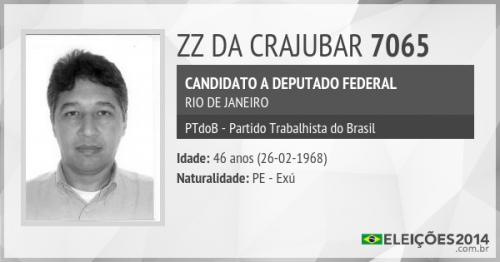 ZZ DA CRAJUBAR 7065
CANDIDATO A DEPUTADO FEDERAL
RIO DE JANEIRO
PTdoB - Partido Trabalhista do Brasil
Idade: 46 anos (26-02-1968)
Naturalidade: PE - Exú
ELEIÇÕES2014
.com.br